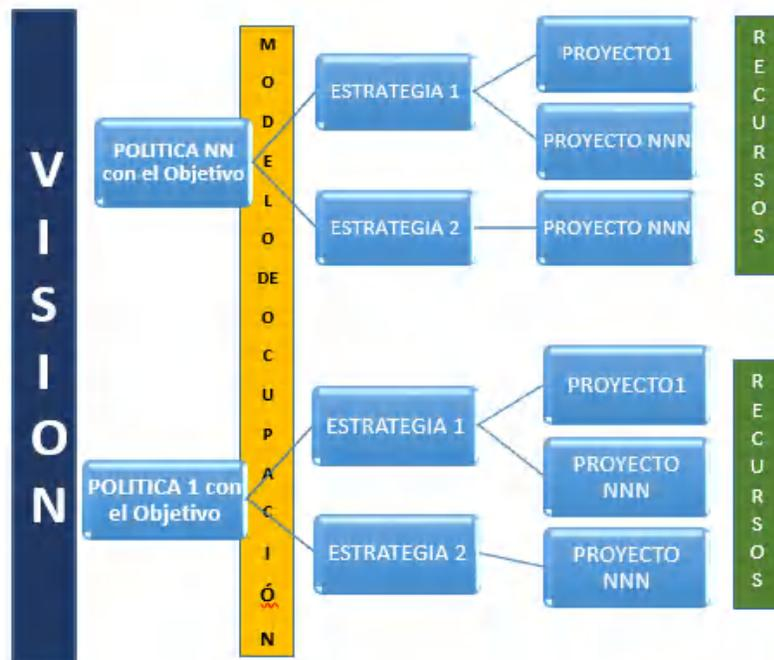 V
I
S
I
O
N
POLITICA NN
con el Objetivo
POLITICA 1 con
el Objetivo
M
O
D
E
L
O
DE
O
C
U
P
A
C
I
Ó
N
ESTRATEGIA 1
ESTRATEGIA 2
PROYECTO1
PROYECTO NNN
PROYECTO NNN
R
E
C
U
R
S
O
S
ESTRATEGIA 1
ESTRATEGIA 2
PROYECTO1
PROYECTO
NNN
PROYECTO
NNN
R
E
C
U
R
S
O
S